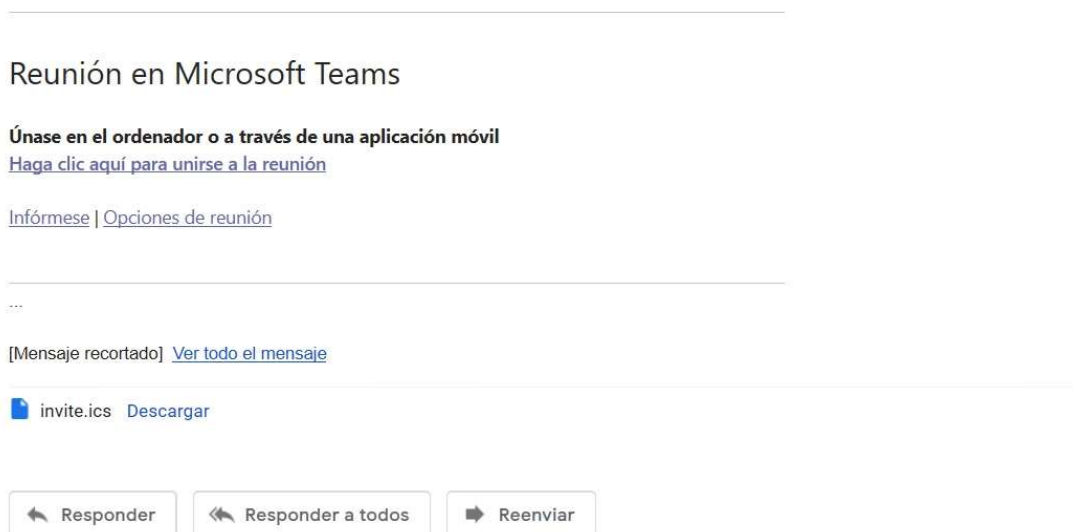 Reunión en Microsoft Teams
Únase en el ordenador o a través de una aplicación móvil
Haga clic aquí para unirse a la reunión
Infórmese | Opciones de reunión
...
[Mensaje recortado] Ver todo el mensaje
invite.ics Descargar
Responder Responder a todos Reenviar